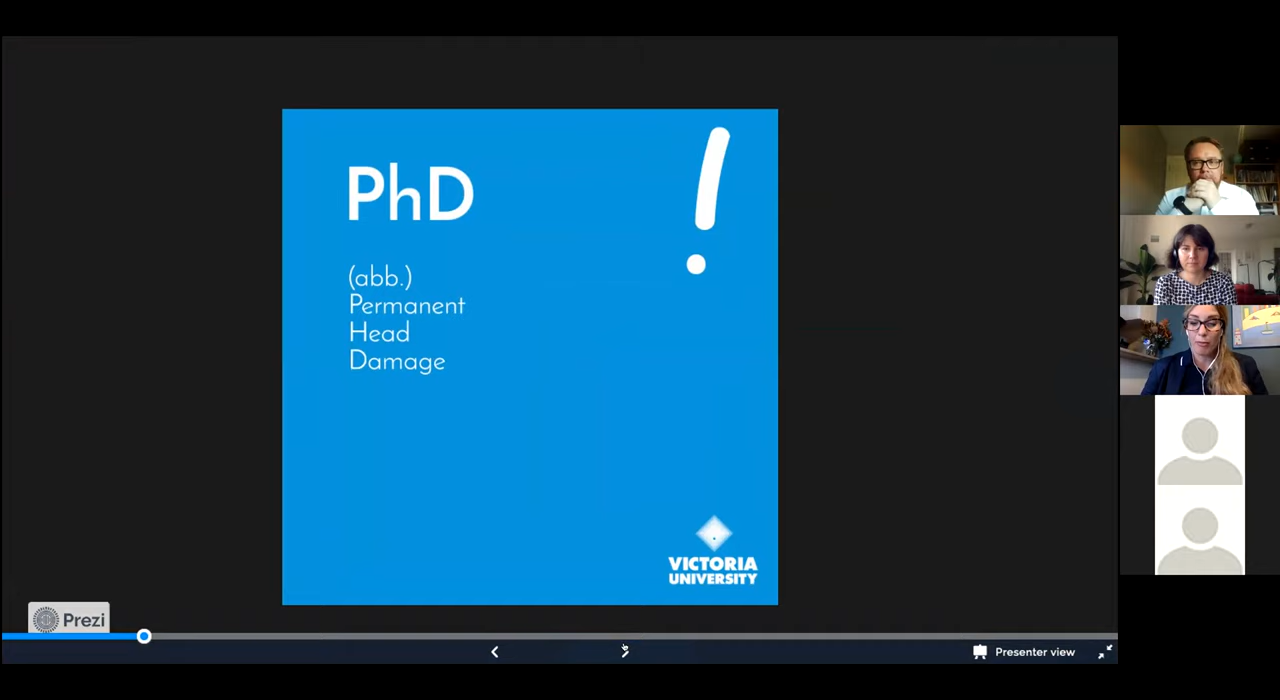 PhD
(abb.)
Permanent
Head
Damage
!
VICTORIA
UNIVERSITY
Prezi
Presenter view